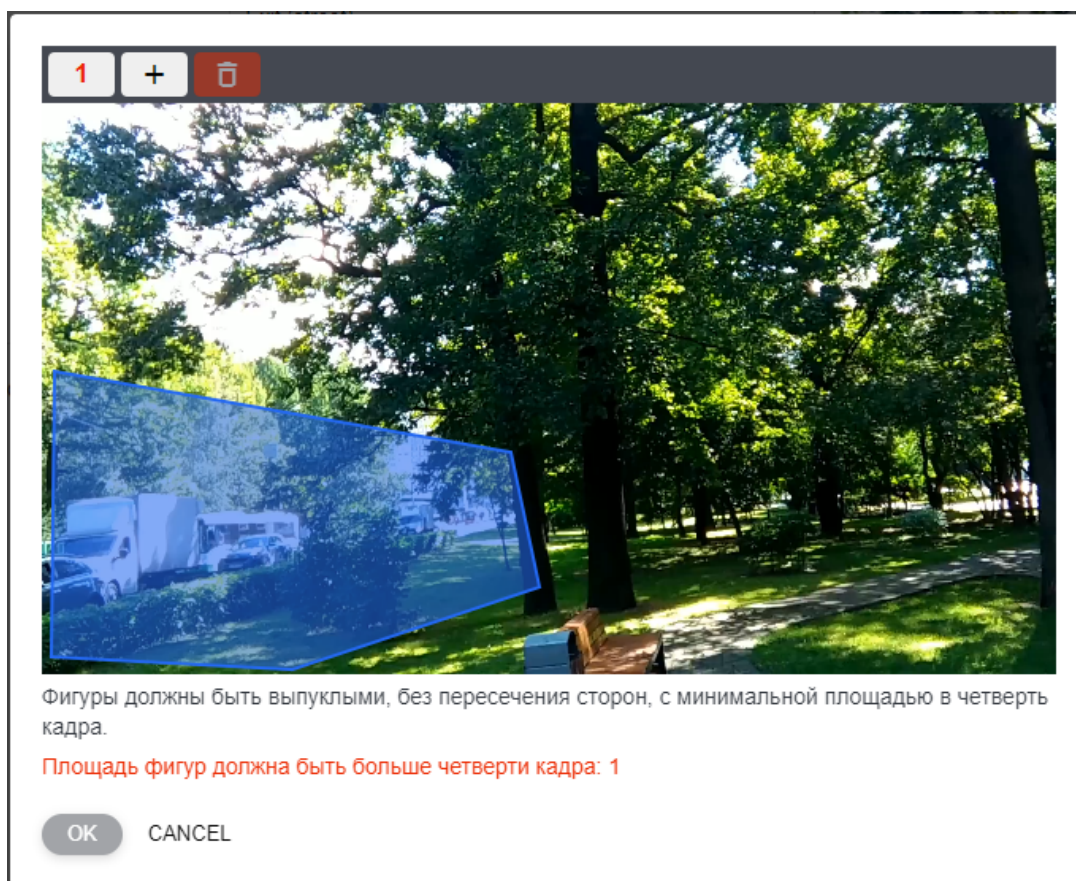 1 +
Фигуры должны быть выпуклыми, без пересечения сторон, с минимальной площадью в четверть
кадра.
Площадь фигур должна быть больше четверти кадра: 1
OK CANCEL